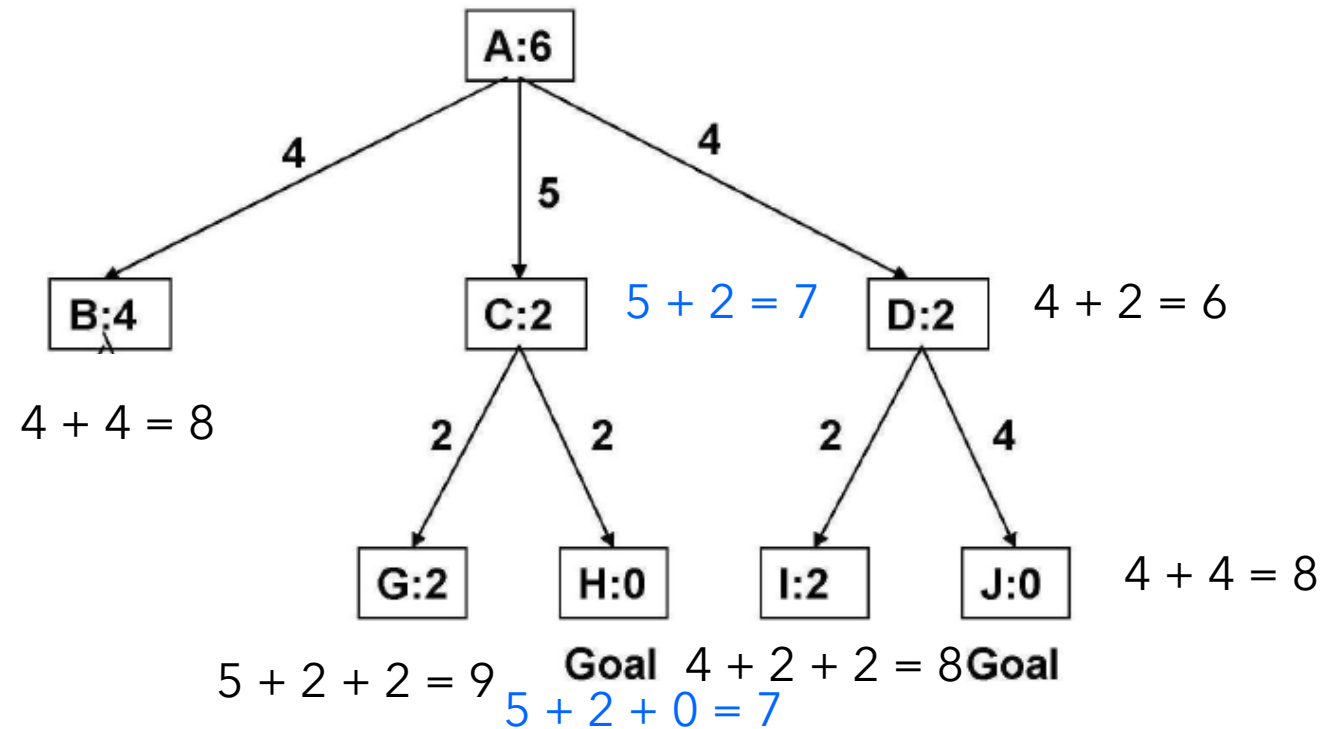 A:6
4
5
4
B:4
C:2
5 + 2 = 7
D:2
4 + 2 = 6
4 + 4 = 8
2
2
2
4
G:2
H:0
I:2
J:0
4 + 4 = 8
5 + 2 + 2 = 9
Goal
4 + 2 + 2 = 8
Goal
5 + 2 + 0 = 7